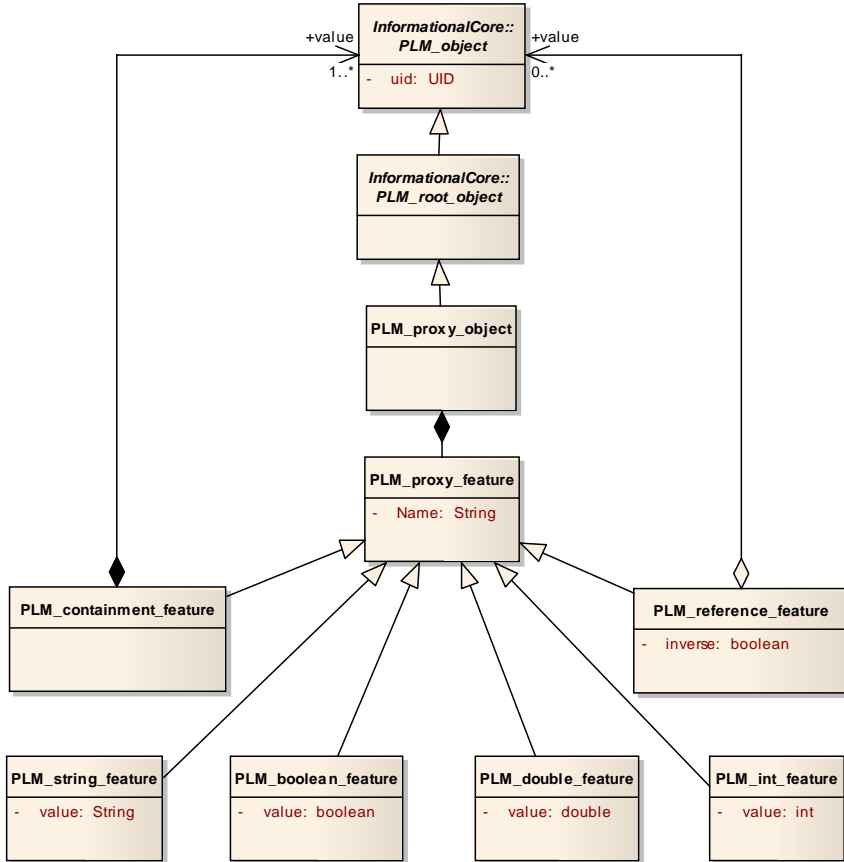 InformationalCore::
PLM_object
- uid: UID
+value
1..*
+value
0..*
InformationalCore::
PLM_root_object
PLM_proxy_object
PLM_proxy_feature
- Name: String
PLM_containment_feature
PLM_reference_feature
- inverse: boolean
PLM_string_feature
- value: String
PLM_boolean_feature
- value: boolean
PLM_double_feature
- value: double
PLM_int_feature
- value: int